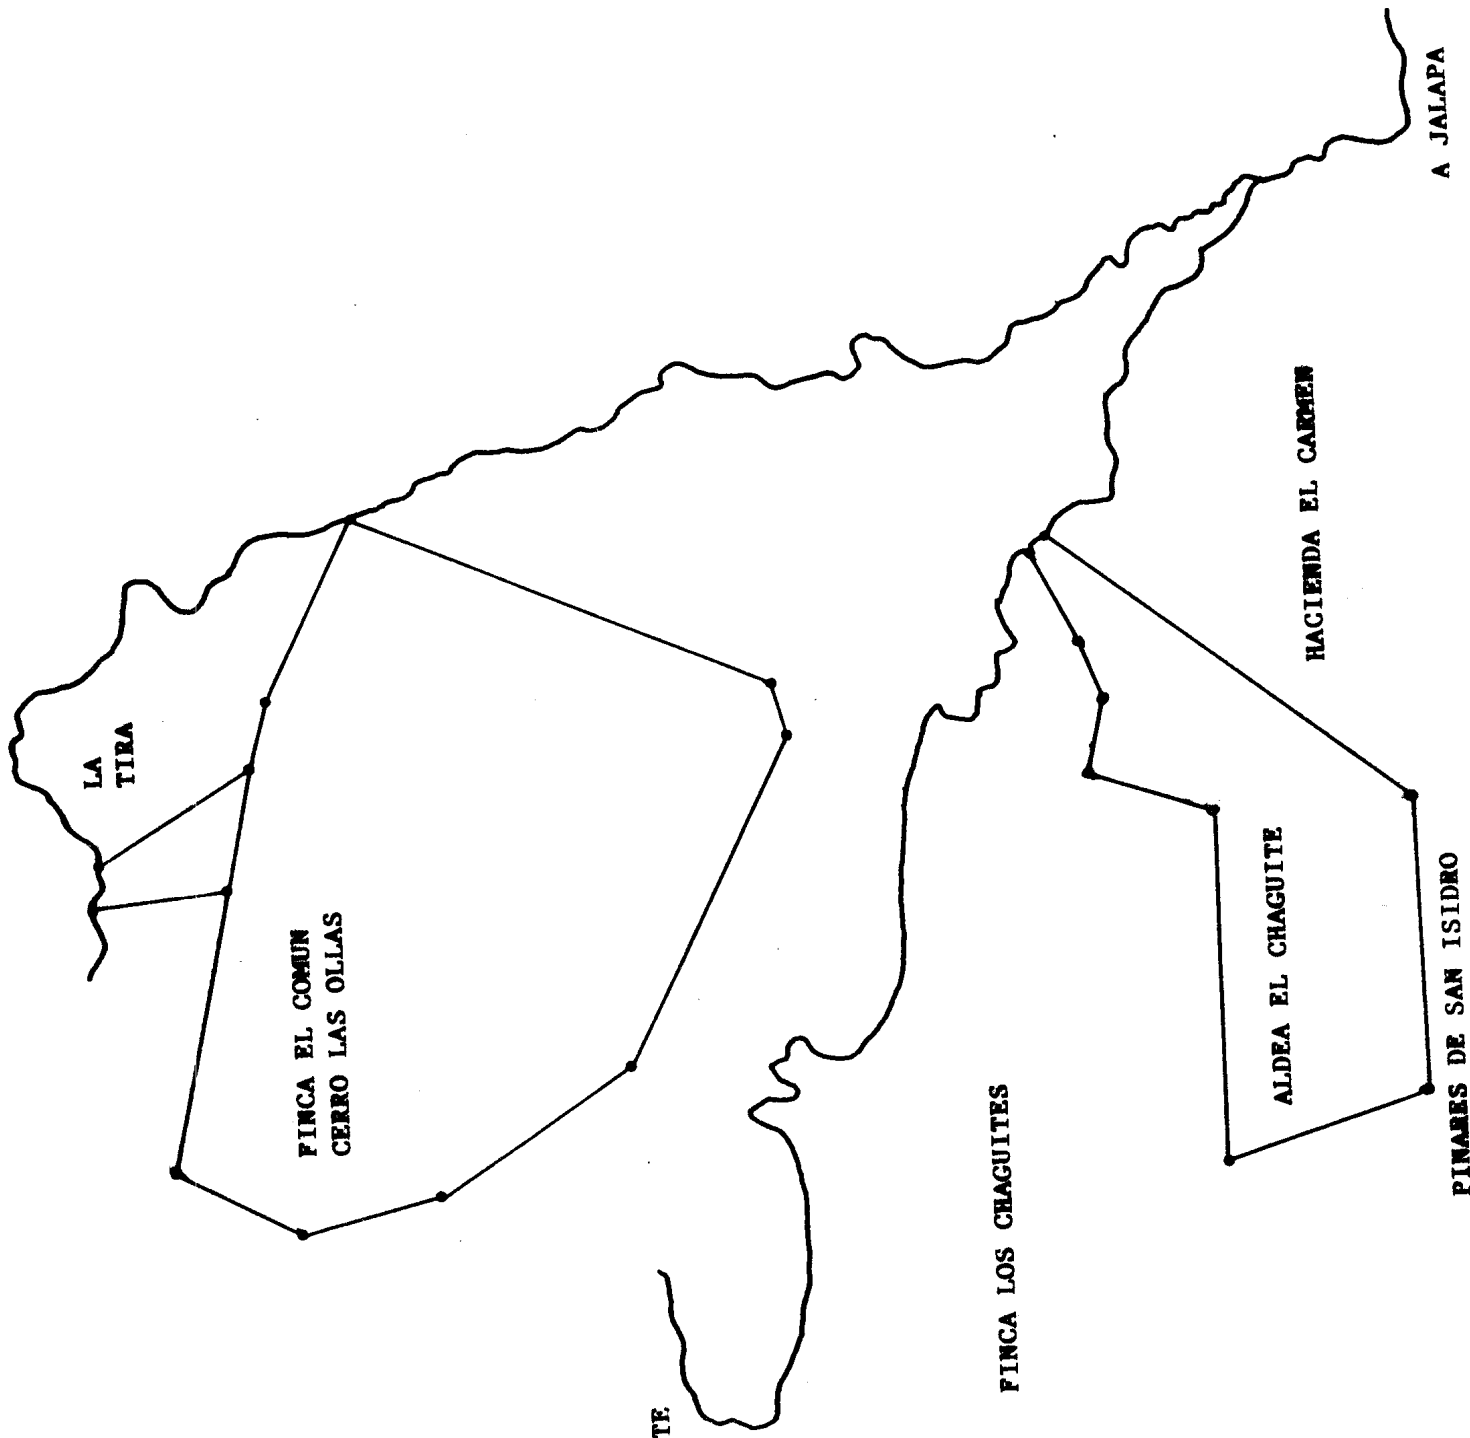 LA
TIRA
FINCA EL COMUN
CERRO LAS OLLAS
TE
FINCA LOS CHAGUITES
ALDEA EL CHAGUITE
HACIENDA EL CARMEN
PINARES DE SAN ISIDRO
A JALAPA